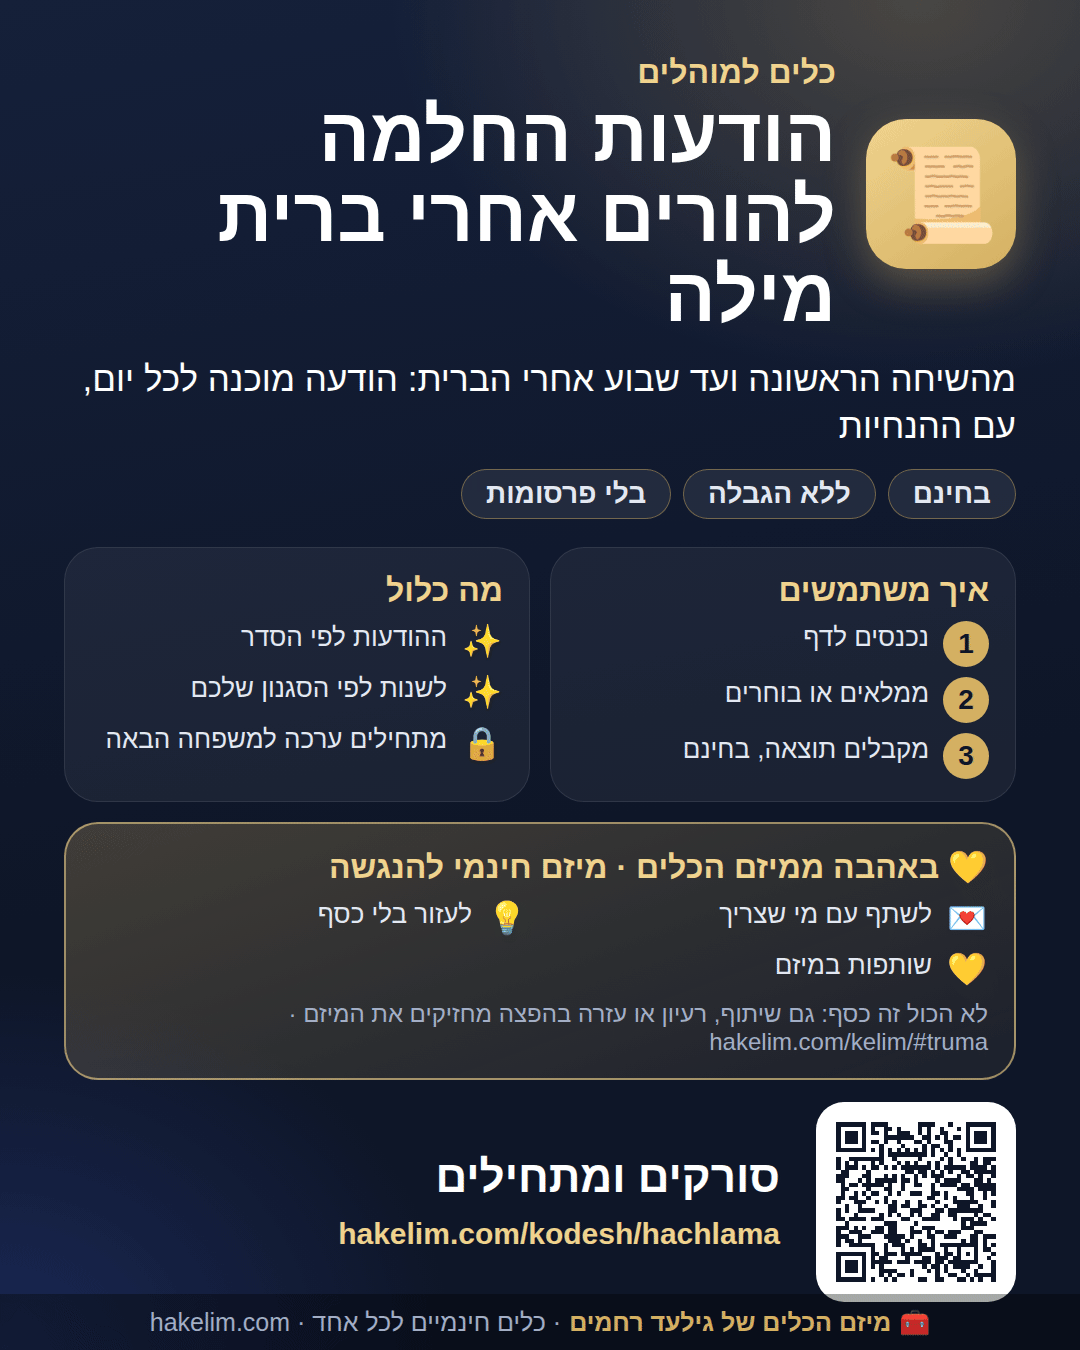 כלים למוהלים
הודעות החלמה
להורים אחרי ברית
מילה
מהשיחה הראשונה ועד שבוע אחרי הברית: הודעה מוכנה לכל יום,
עם ההנחיות
בחינם
ללא הגבלה
בלי פרסומות
איך משתמשים
1 נכנסים לדף
2 ממלאים או בוחרים
3 מקבלים תוצאה, בחינם
מה כלול
✨ ההודעות לפי הסדר
✨ לשנות לפי הסגנון שלכם
🔒 מתחילים ערכה למשפחה הבאה
💛 באהבה ממיזם הכלים · מיזם חינמי להנגשה
💌 לשתף עם מי שצריך
💡 לעזור בלי כסף
💛 שותפות במיזם
לא הכול זה כסף: גם שיתוף, רעיון או עזרה בהפצה מחזיקים את המיזם ·
hakelim.com/kelim/#truma
סורקים ומתחילים
hakelim.com/kodesh/hachlama
🧰 מיזם הכלים של גילעד רחמים · כלים חינמיים לכל אחד · hakelim.com